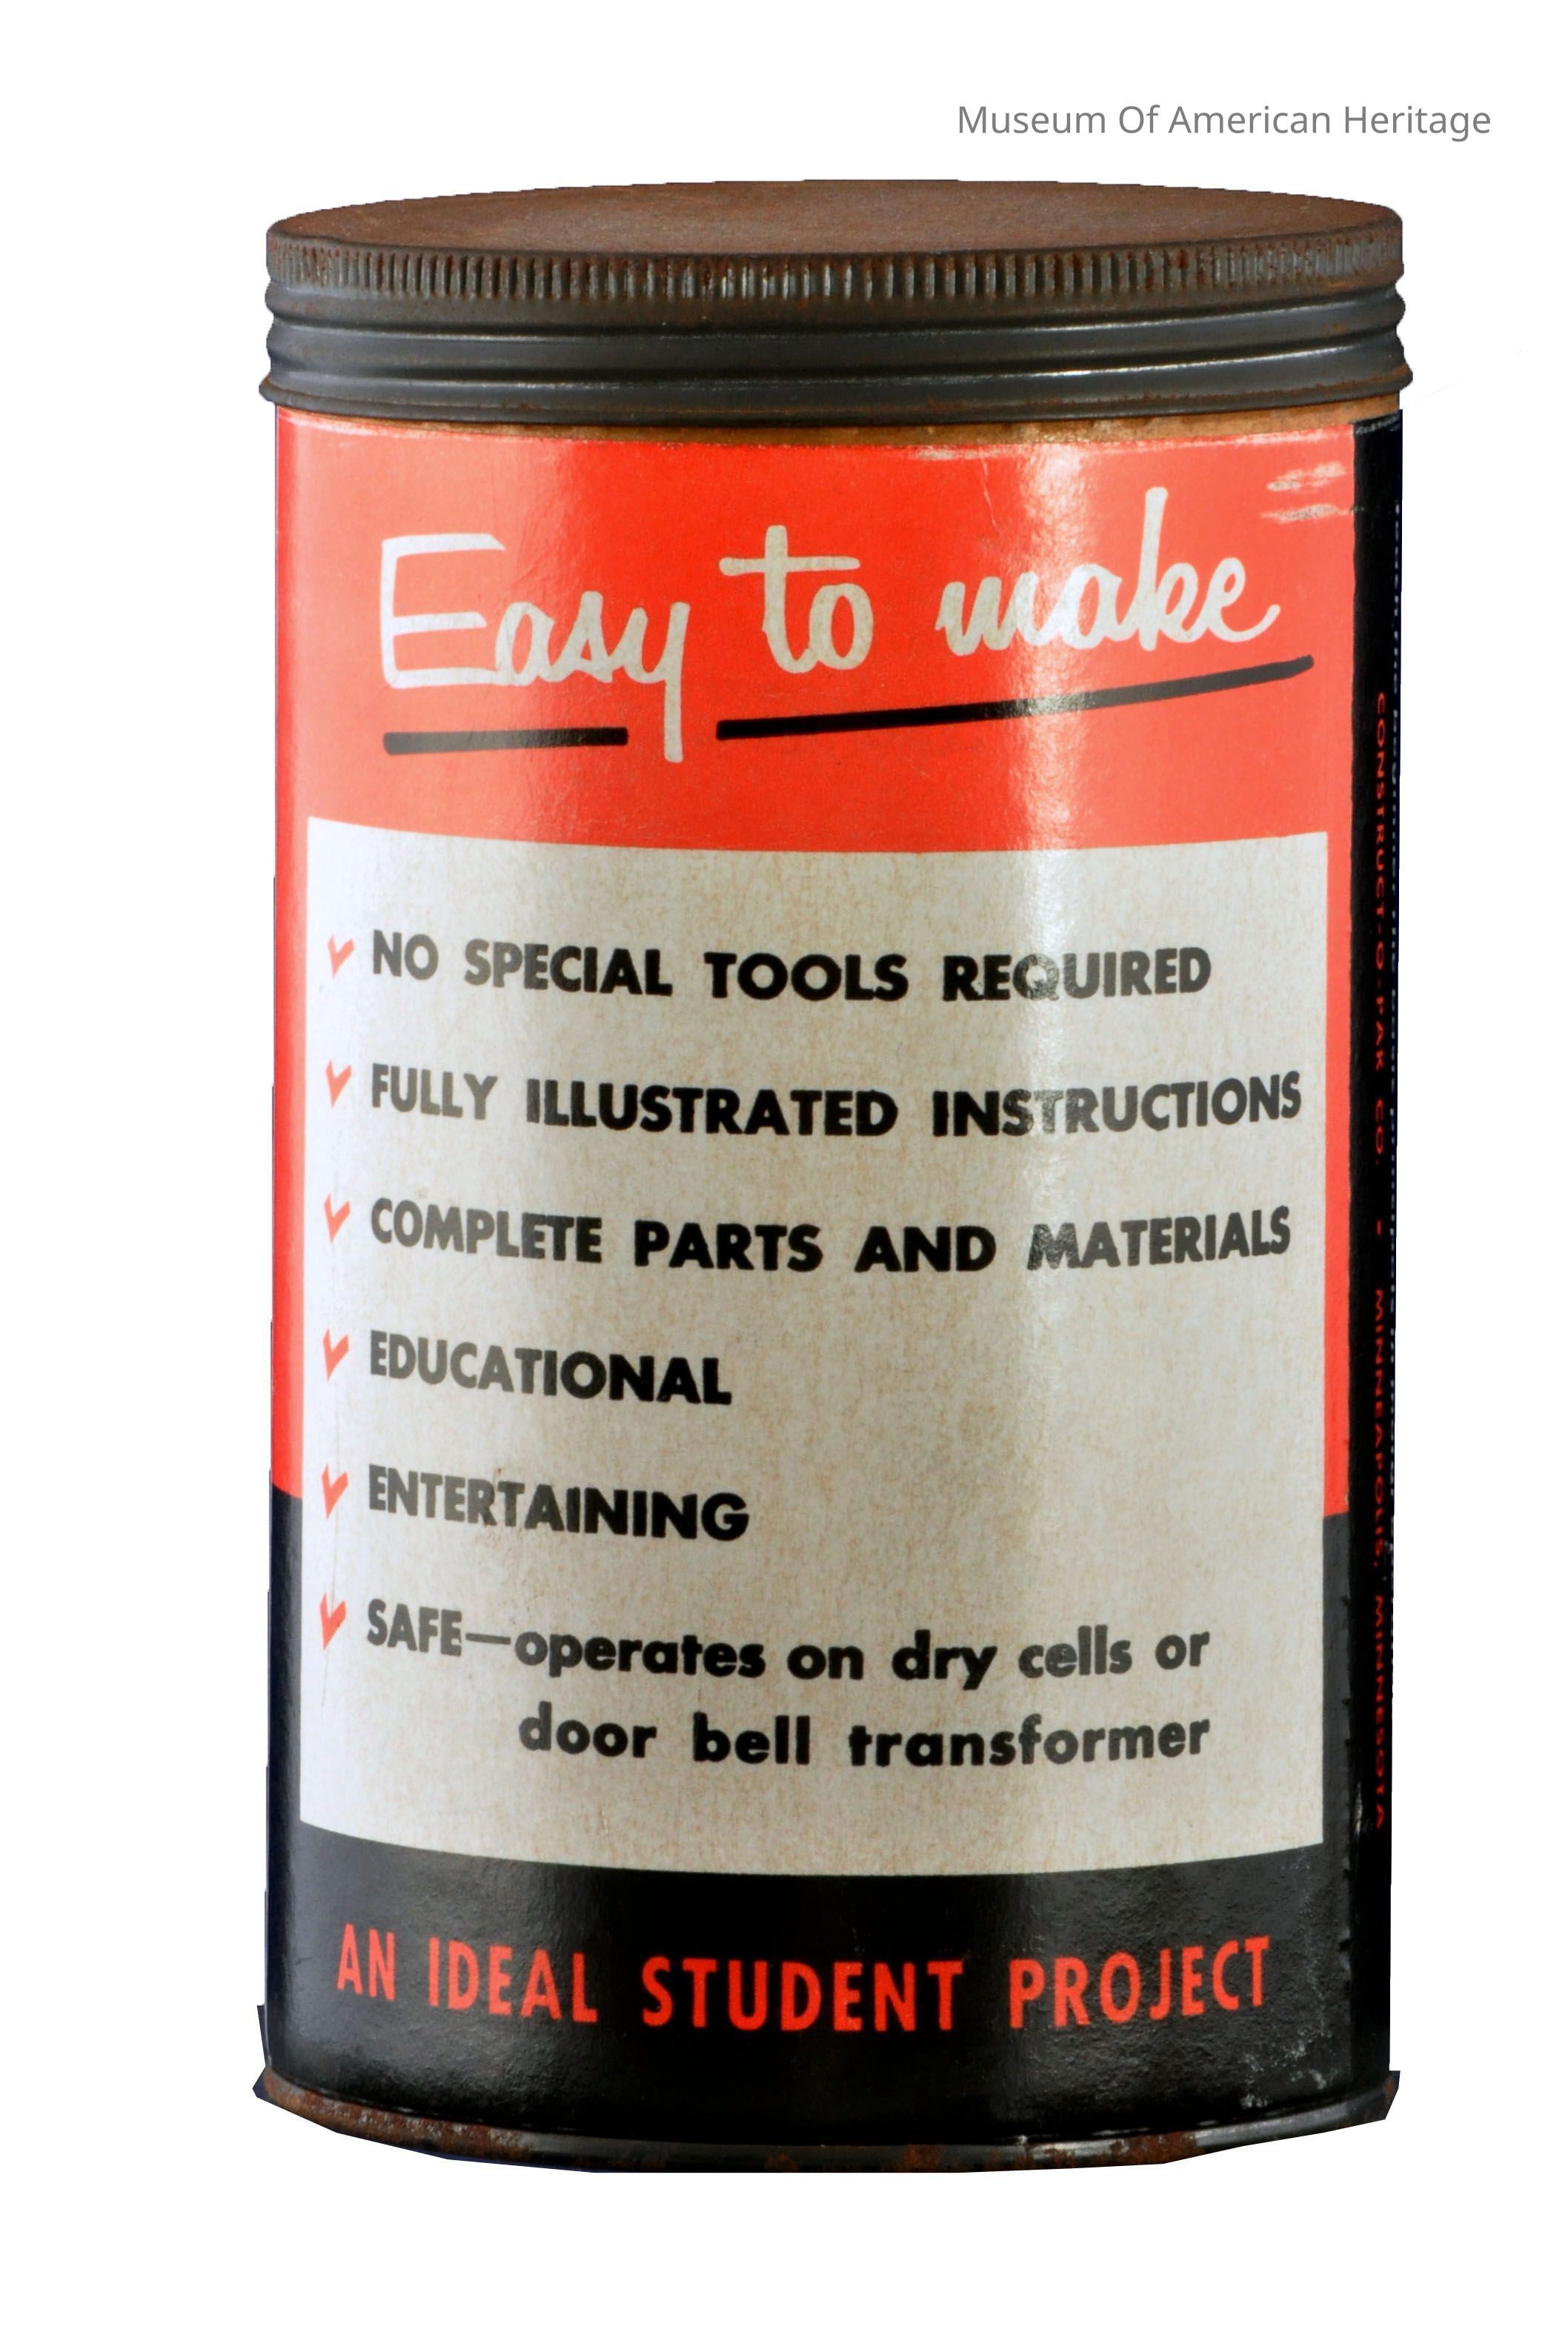 Museum Of American Heritage
Easy to make
NO SPECIAL TOOLS REQUIRED
FULLY ILLUSTRATED INSTRUCTIONS
COMPLETE PARTS AND MATERIALS
EDUCATIONAL
ENTERTAINING
SAFE—operates on dry cells or
door bell transformer
AN IDEAL STUDENT PROJECT
CONSTRUCT-O-PAK CO. - MINNEAPOLIS, MINNESOTA